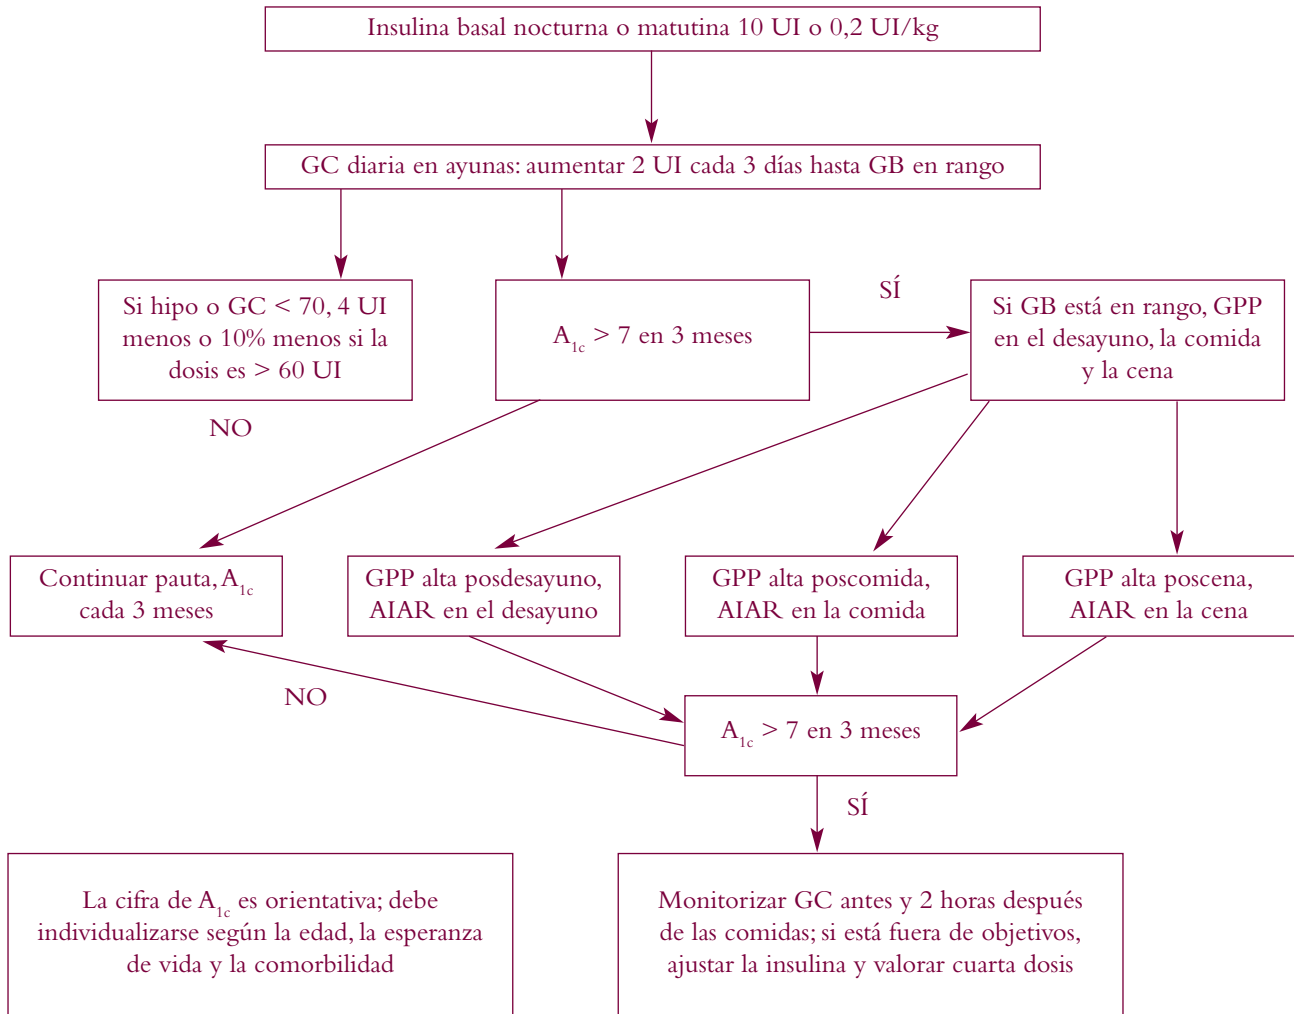 Insulina basal nocturna o matutina 10 UI o 0,2 UI/kg
GC diaria en ayunas: aumentar 2 UI cada 3 días hasta GB en rango
Si hipo o GC < 70, 4 UI
menos o 10% menos si la
dosis es > 60 UI
A1c > 7 en 3 meses
SÍ
Si GB está en rango, GPP
en el desayuno, la comida
y la cena
NO
Continuar pauta, A1c
cada 3 meses
GPP alta posdesayuno,
AIAR en el desayuno
GPP alta poscomida,
AIAR en la comida
GPP alta poscena,
AIAR en la cena
NO
A1c > 7 en 3 meses
SÍ
La cifra de A1c es orientativa; debe
individualizarse según la edad, la esperanza
de vida y la comorbilidad
Monitorizar GC antes y 2 horas después
de las comidas; si está fuera de objetivos,
ajustar la insulina y valorar cuarta dosis